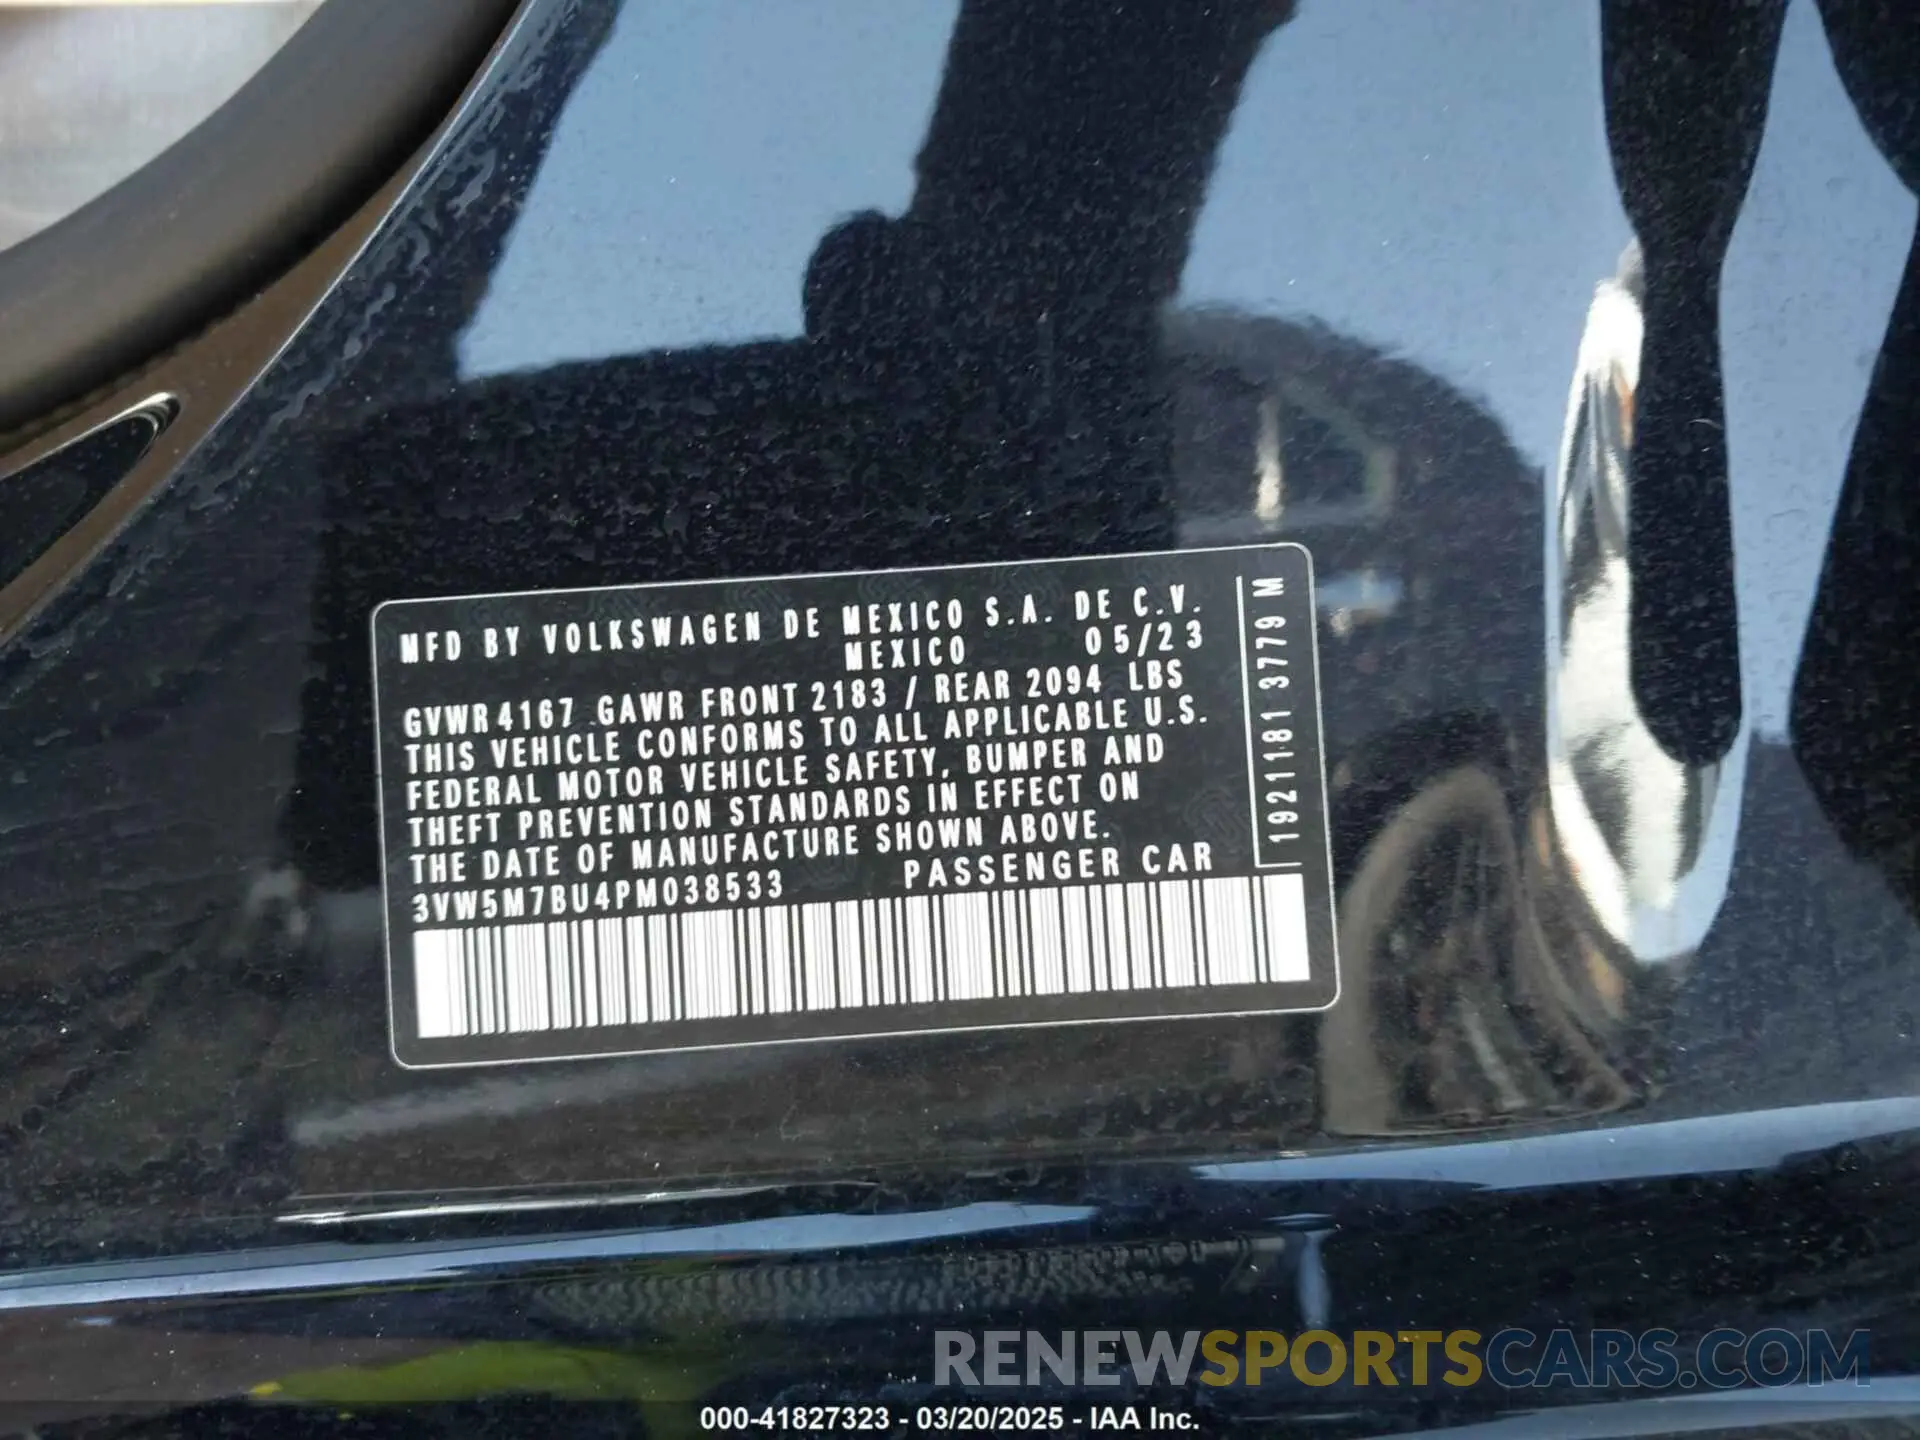 MFD BY VOLKSWAGEN DE MEXICO S.A. DE C.V.
MEXICO 05/23
GVWR 4167 GAWR FRONT 2183 / REAR 2094 LBS
THIS VEHICLE CONFORMS TO ALL APPLICABLE U.S.
FEDERAL MOTOR VEHICLE SAFETY, BUMPER AND
THEFT PREVENTION STANDARDS IN EFFECT ON
THE DATE OF MANUFACTURE SHOWN ABOVE.
3VW5M7BU4PM038533 PASSENGER CAR
1921181 3779 M
RENEWSPORTSCARS.COM
000-41827323 - 03/20/2025 - IAA Inc.